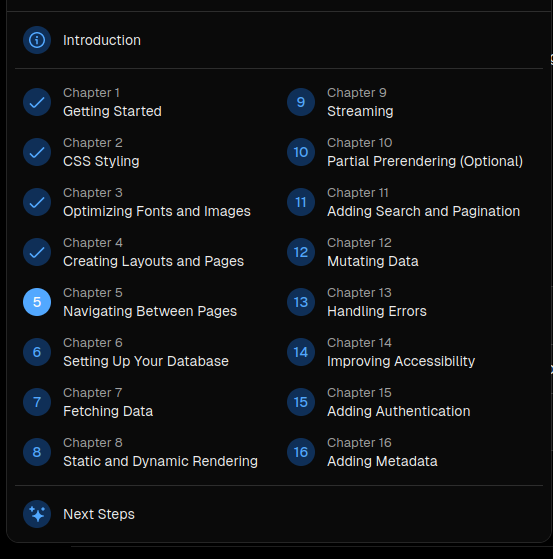 Introduction
Chapter 1
Getting Started
Chapter 2
CSS Styling
Chapter 3
Optimizing Fonts and Images
Chapter 4
Creating Layouts and Pages
5
Chapter 5
Navigating Between Pages
6
Chapter 6
Setting Up Your Database
7
Chapter 7
Fetching Data
8
Chapter 8
Static and Dynamic Rendering
9
Chapter 9
Streaming
10
Chapter 10
Partial Prerendering (Optional)
11
Chapter 11
Adding Search and Pagination
12
Chapter 12
Mutating Data
13
Chapter 13
Handling Errors
14
Chapter 14
Improving Accessibility
15
Chapter 15
Adding Authentication
16
Chapter 16
Adding Metadata
Next Steps